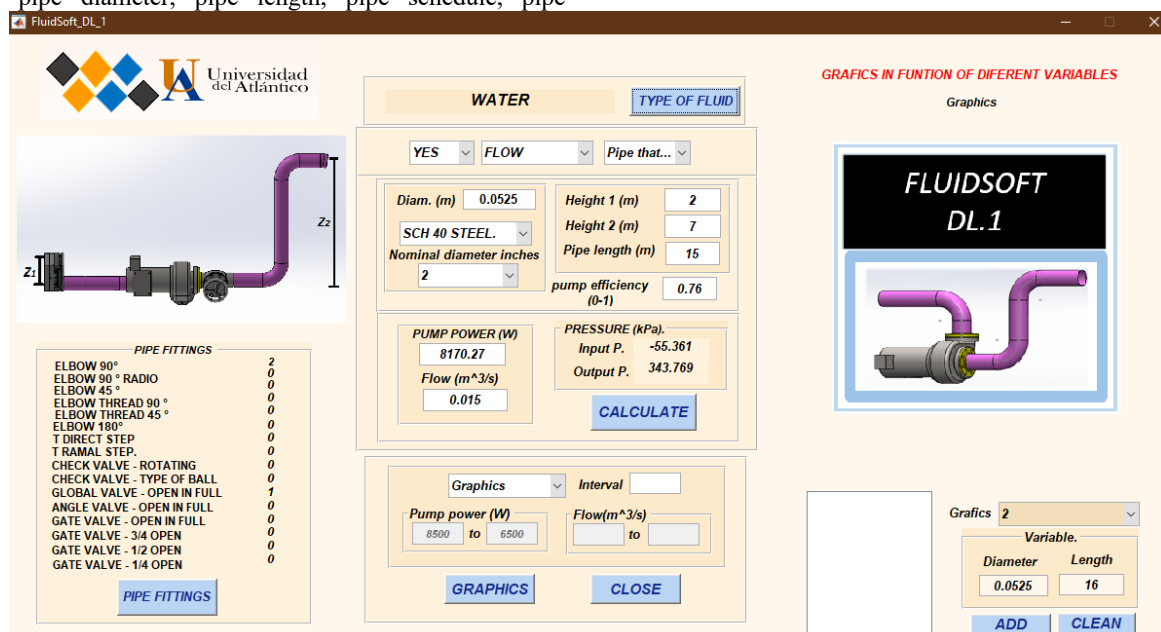 pipe diameter, pipe length, pipe schedule, pipe
FluidSoft_DL_1
Universidad
del Atlántico
Z2
Z1
PIPE FITTINGS
ELBOW 90° 2
ELBOW 90 ° RADIO 0
ELBOW 45 ° 0
ELBOW THREAD 90 ° 0
ELBOW THREAD 45 ° 0
ELBOW 180° 0
T DIRECT STEP 0
T RAMAL STEP. 0
CHECK VALVE - ROTATING 0
CHECK VALVE - TYPE OF BALL 0
GLOBAL VALVE - OPEN IN FULL 1
ANGLE VALVE - OPEN IN FULL 0
GATE VALVE - OPEN IN FULL 0
GATE VALVE - 3/4 OPEN 0
GATE VALVE - 1/2 OPEN 0
GATE VALVE - 1/4 OPEN 0
PIPE FITTINGS
WATER TYPE OF FLUID
YES FLOW Pipe that...
Diam. (m) 0.0525
SCH 40 STEEL.
Nominal diameter inches
2
Height 1 (m) 2
Height 2 (m) 7
Pipe length (m) 15
pump efficiency 0.76
(0-1)
PUMP POWER (W)
8170.27
Flow (m^3/s)
0.015
PRESSURE (kPa).
Input P. -55.361
Output P. 343.769
CALCULATE
Graphics Interval
Pump power (W)
8500 to 6500
Flow(m^3/s)
to
GRAPHICS CLOSE
GRAFICS IN FUNTION OF DIFERENT VARIABLES
Graphics
FLUIDSOFT
DL.1
Grafics 2
Variable.
Diameter Length
0.0525 16
ADD CLEAN